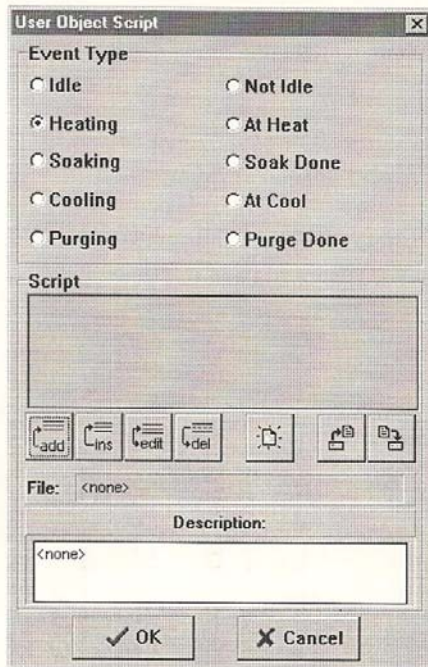 User Object Script
Event Type
Idle
Not Idle
Heating
At Heat
Soaking
Soak Done
Cooling
At Cool
Purging
Purge Done
Script
add
ins
edit
del
File: <none>
Description:
<none>
OK
Cancel